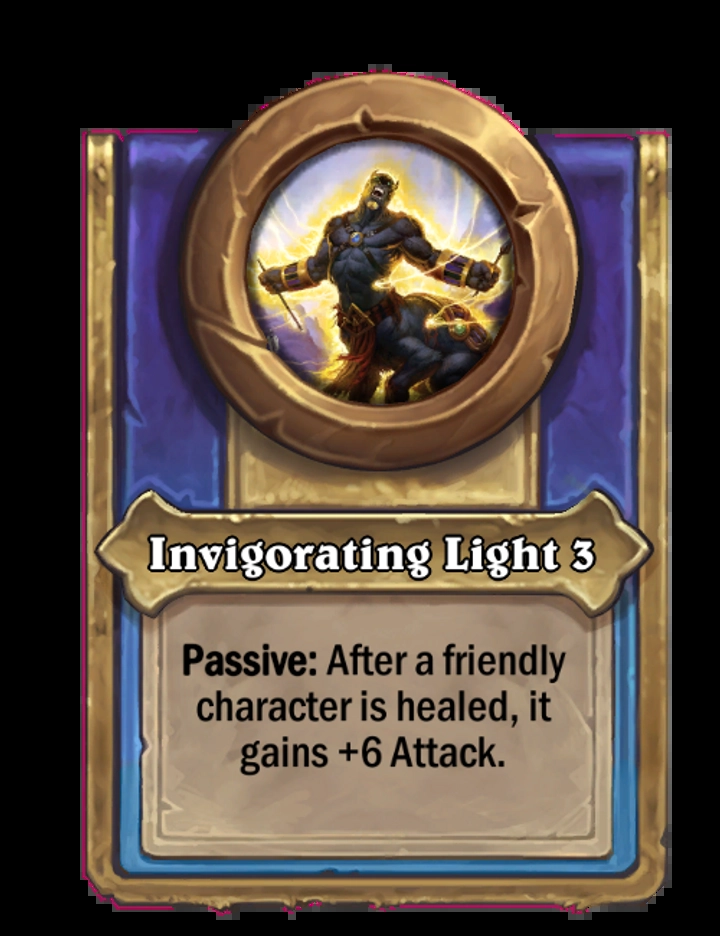 Invigorating Light 3
Passive: After a friendly
character is healed, it
gains +6 Attack.